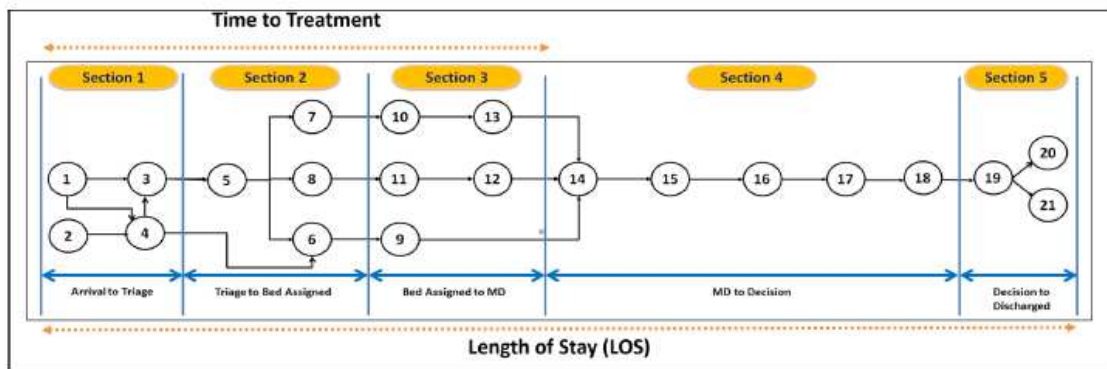 Time to Treatment
Section 1 Section 2 Section 3 Section 4 Section 5
7 10 13
20
1 3 5 8 11 12 14 15 16 17 18 19
21
2 4 6 9
Arrival to Triage Triage to Bed Assigned Bed Assigned to MD MD to Decision Decision to
Discharged
Length of Stay (LOS)